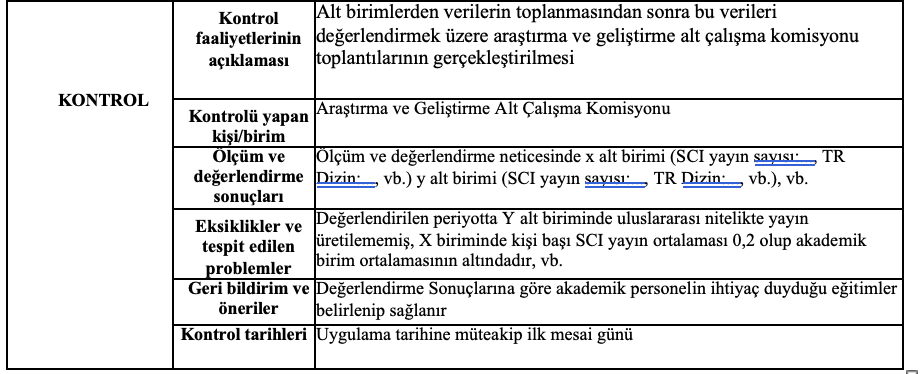 KONTROL
Kontrol
faaliyetlerinin
açıklaması
Alt birimlerden verilerin toplanmasından sonra bu verileri
değerlendirmek üzere araştırma ve geliştirme alt çalışma komisyonu
toplantılarının gerçekleştirilmesi
Kontrolü yapan
kişi/birim
Araştırma ve Geliştirme Alt Çalışma Komisyonu
Ölçüm ve
değerlendirme
sonuçları
Ölçüm ve değerlendirme neticesinde x alt birimi (SCI yayın sayısı:__, TR
Dizin:__, vb.) y alt birimi (SCI yayın sayısı:__, TR Dizin:__, vb.), vb.
Eksiklikler ve
tespit edilen
problemler
Değerlendirilen periyotta Y alt biriminde uluslararası nitelikte yayın
üretilememiş, X biriminde kişi başı SCI yayın ortalaması 0,2 olup akademik
birim ortalamasının altındadır, vb.
Geri bildirim ve
öneriler
Değerlendirme Sonuçlarına göre akademik personelin ihtiyaç duyduğu eğitimler
belirlenip sağlanır
Kontrol tarihleri
Uygulama tarihine müteakip ilk mesai günü